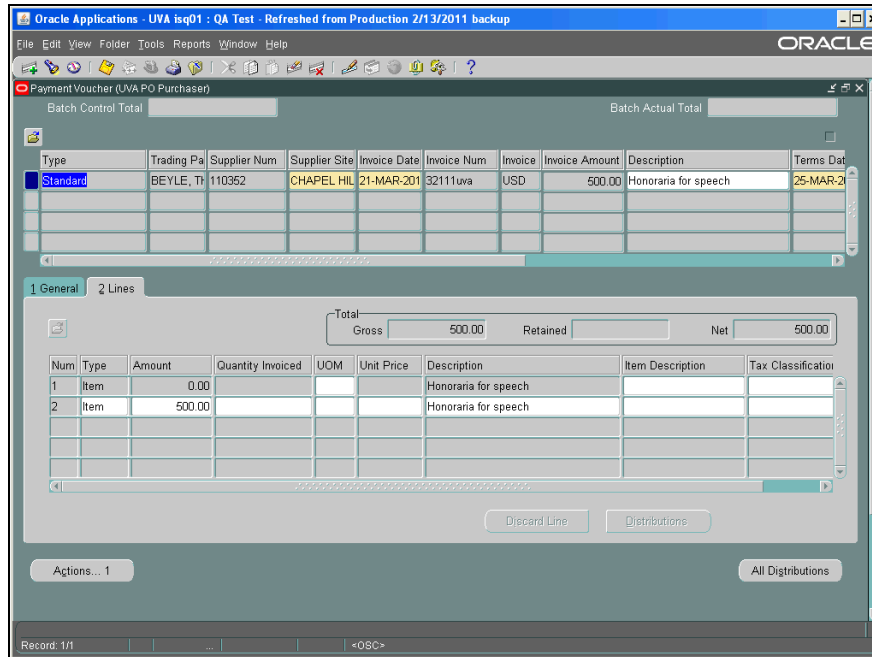 Oracle Applications - UVA isq01 : QA Test - Refreshed from Production 2/13/2011 backup
File Edit View Folder Tools Reports Window Help
ORACLE
Payment Voucher (UVA PO Purchaser)
Batch Control Total
Batch Actual Total
Type Trading Pa Supplier Num Supplier Site Invoice Date Invoice Num Invoice Invoice Amount Description Terms Dat
Standard BEYLE, TH 110352 CHAPEL HIL 21-MAR-201 32111uva USD 500.00 Honoraria for speech 25-MAR-20
1 General 2 Lines
Total
Gross 500.00 Retained Net 500.00
Num Type Amount Quantity Invoiced UOM Unit Price Description Item Description Tax Classification
1 Item 0.00 Honoraria for speech
2 Item 500.00 Honoraria for speech
Discard Line Distributions
Actions... 1 All Distributions
Record: 1/1 ... <OSC>